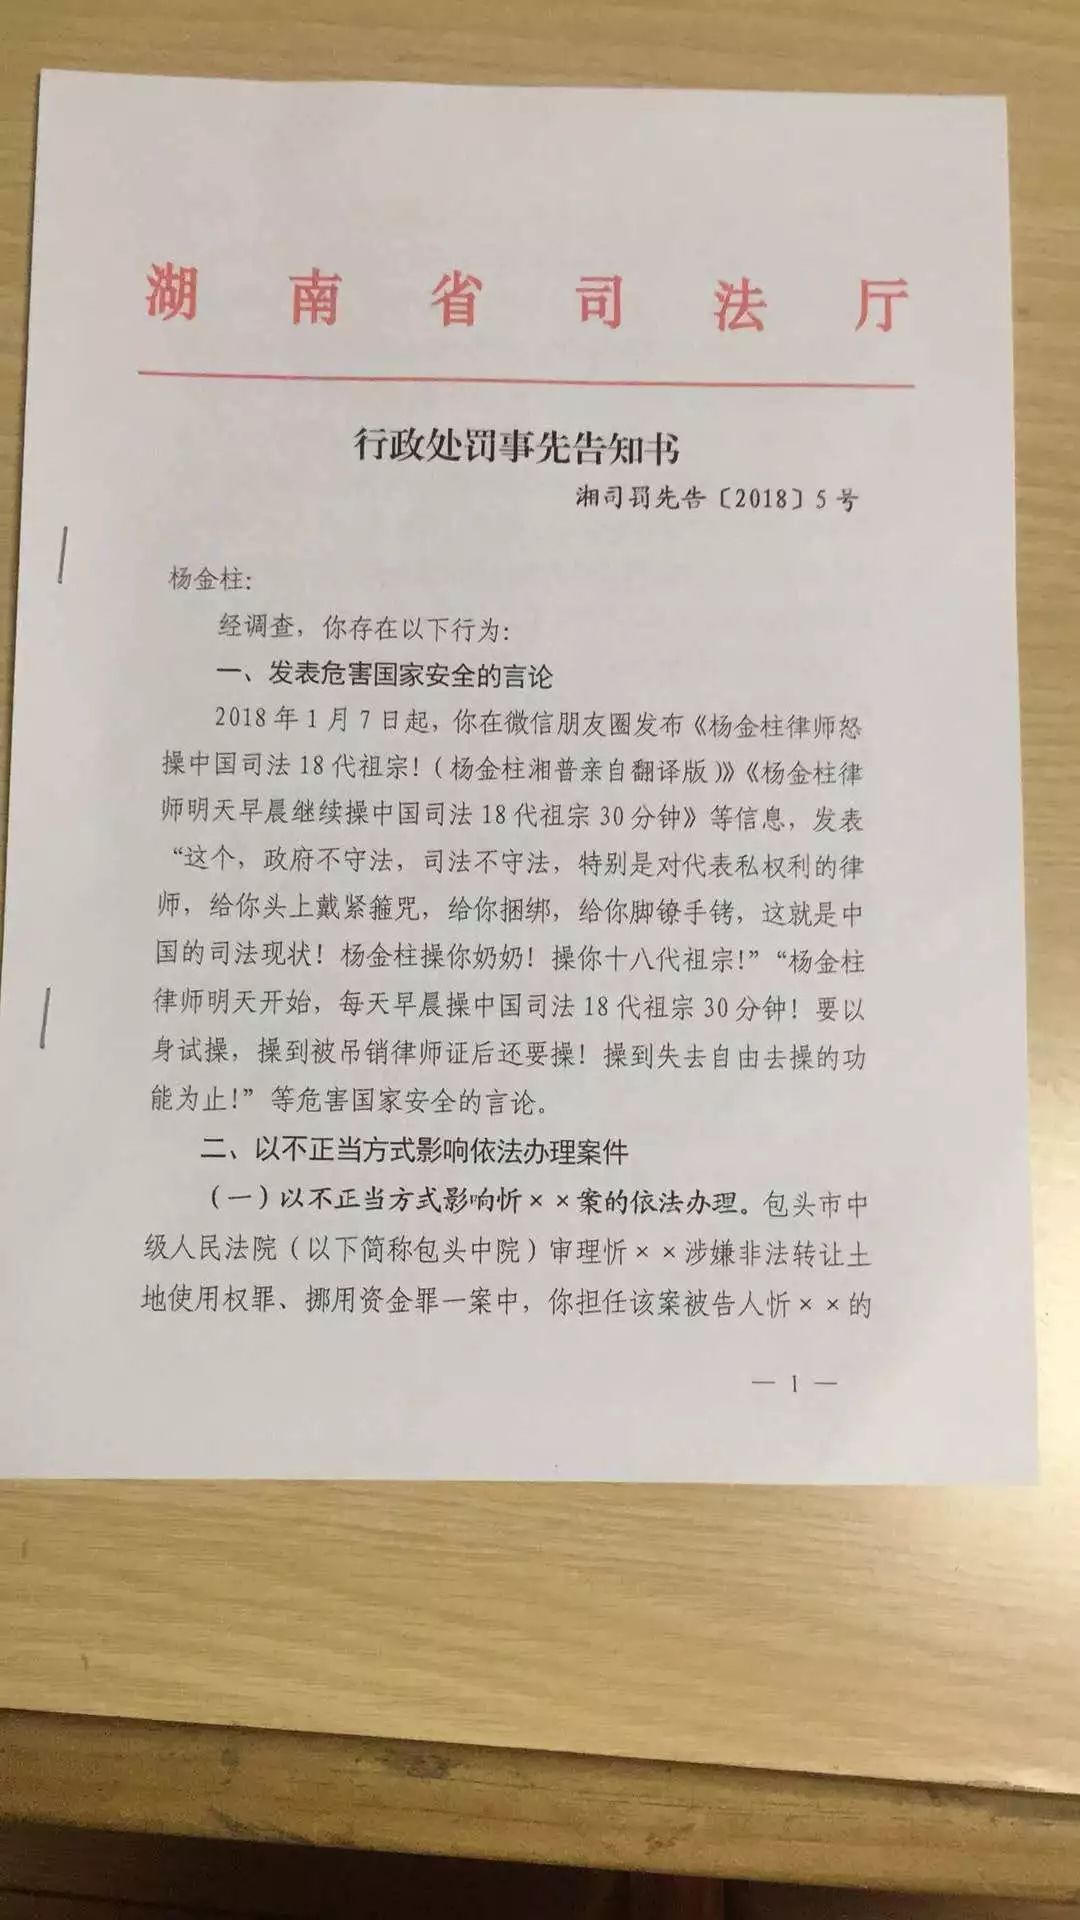 湖南省司法厅
行政处罚事先告知书
湘司罚先告〔2018〕5号
杨金柱：
经调查，你存在以下行为：
一、发表危害国家安全的言论
2018年1月7日起，你在微信朋友圈发布《杨金柱律师怒
操中国司法18代祖宗！（杨金柱湘普亲自翻译版）》《杨金柱律
师明天早晨继续操中国司法18代祖宗30分钟》等信息，发表
“这个，政府不守法，司法不守法，特别是对代表私权利的律
师，给你头上戴紧箍咒，给你捆绑，给你脚镣手铐，这就是中
国的司法现状！杨金柱操你奶奶！操你十八代祖宗！”“杨金柱
律师明天开始，每天早晨操中国司法18代祖宗30分钟！要以
身试操，操到被吊销律师证后还要操！操到失去自由去操的功
能为止！”等危害国家安全的言论。
二、以不正当方式影响依法办理案件
（一）以不正当方式影响忻××案的依法办理。包头市中
级人民法院（以下简称包头中院）审理忻××涉嫌非法转让土
地使用权罪、挪用资金罪一案中，你担任该案被告人忻××的
— 1 —